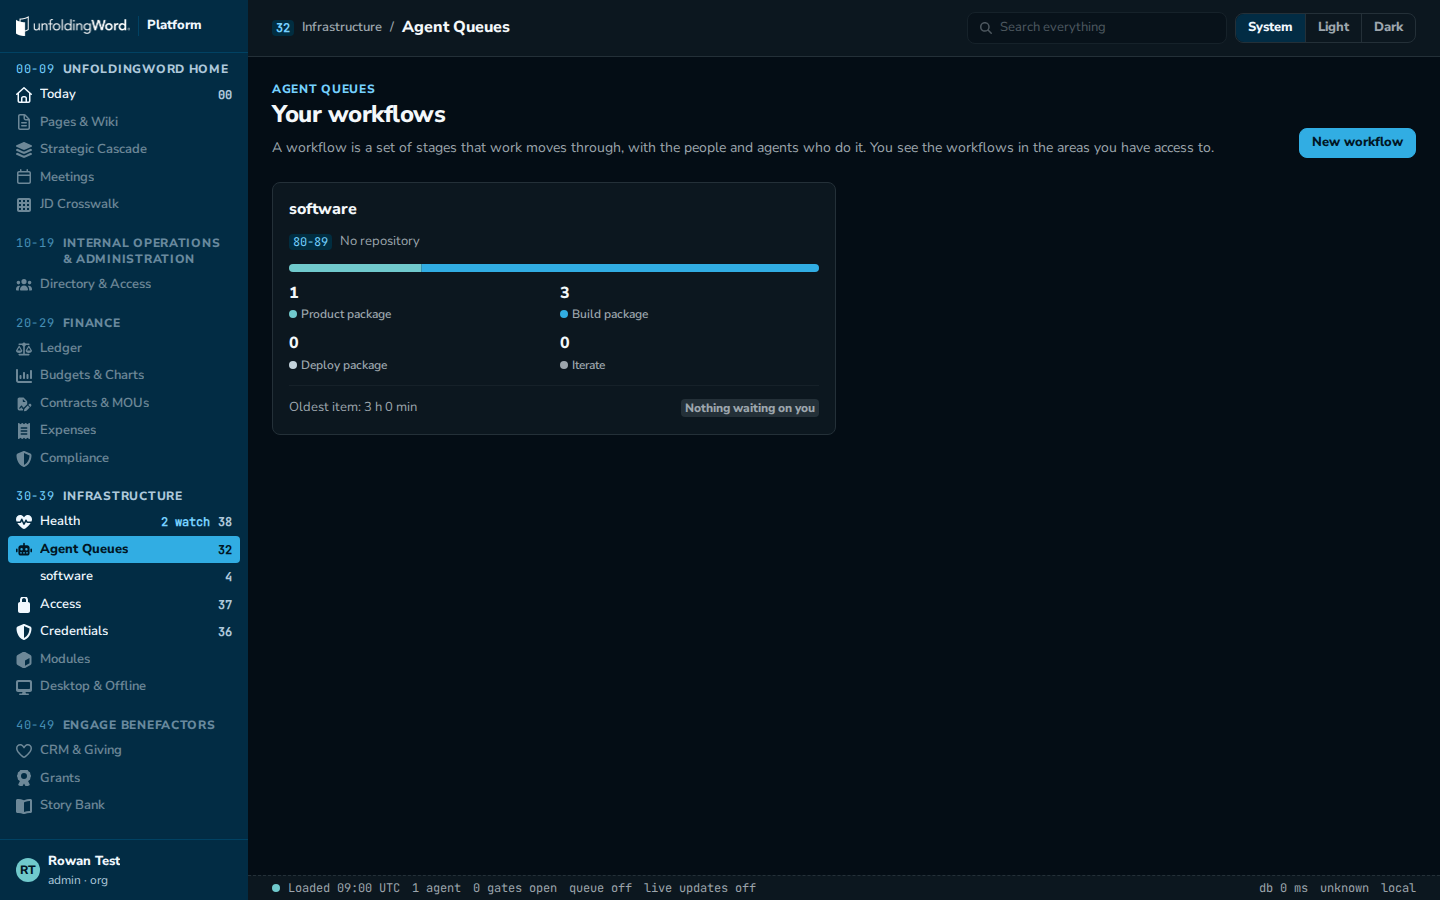 unfoldingWord® Platform
00-09 UNFOLDINGWORD HOME
Today 00
Pages & Wiki
Strategic Cascade
Meetings
JD Crosswalk
10-19 INTERNAL OPERATIONS
& ADMINISTRATION
Directory & Access
20-29 FINANCE
Ledger
Budgets & Charts
Contracts & MOUs
Expenses
Compliance
30-39 INFRASTRUCTURE
Health 2 watch 38
Agent Queues 32
software 4
Access 37
Credentials 36
Modules
Desktop & Offline
40-49 ENGAGE BENEFACTORS
CRM & Giving
Grants
Story Bank
RT Rowan Test
admin · org
32 Infrastructure / Agent Queues
Search everything
System Light Dark
AGENT QUEUES
Your workflows
A workflow is a set of stages that work moves through, with the people and agents who do it. You see the workflows in the areas you have access to.
New workflow
software
80-89 No repository
1 3
Product package Build package
0 0
Deploy package Iterate
Oldest item: 3 h 0 min Nothing waiting on you
Loaded 09:00 UTC 1 agent 0 gates open queue off live updates off db 0 ms unknown local